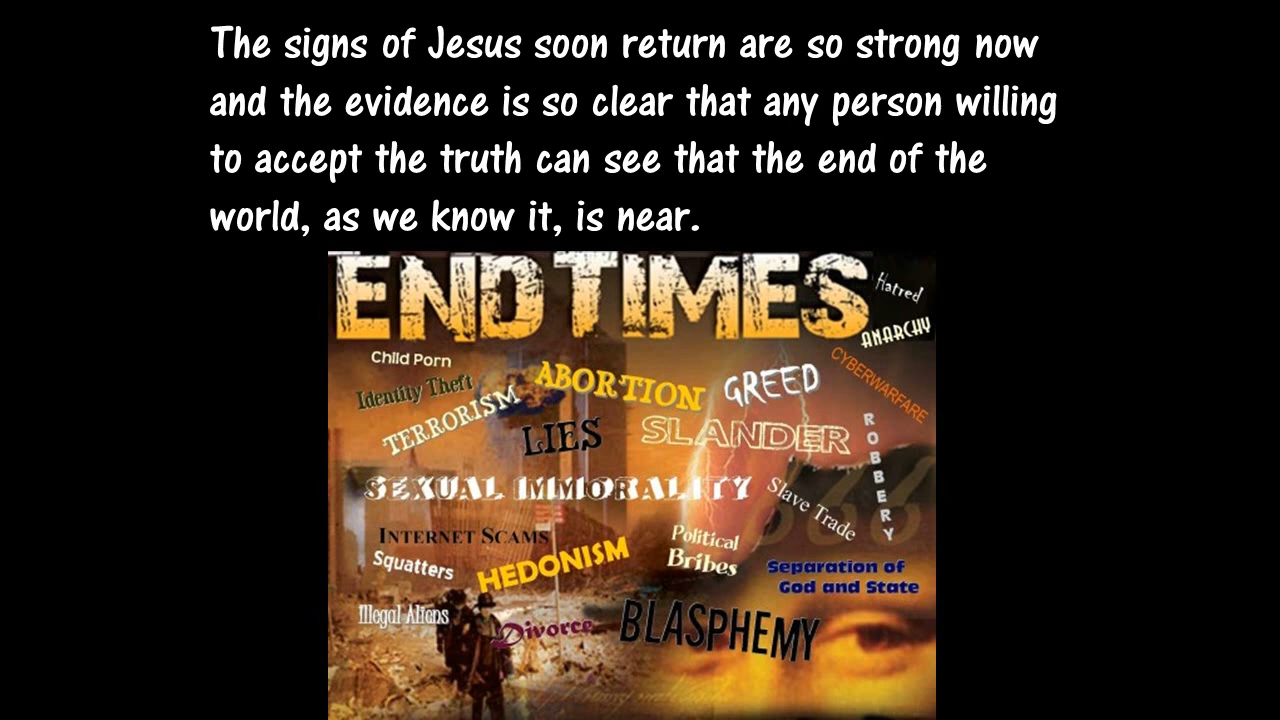 The signs of Jesus soon return are so strong now
and the evidence is so clear that any person willing
to accept the truth can see that the end of the
world, as we know it, is near.
END TIMES
Hatred
ANARCHY
Child Porn
CYBERWARFARE
Identity Theft
ABORTION
GREED
TERRORISM
LIES
SLANDER
ROBBERY
SEXUAL IMMORALITY
Slave Trade
666
INTERNET SCAMS
Political
Bribes
Squatters
HEDONISM
Separation of
God and State
Illegal Aliens
Divorce
BLASPHEMY